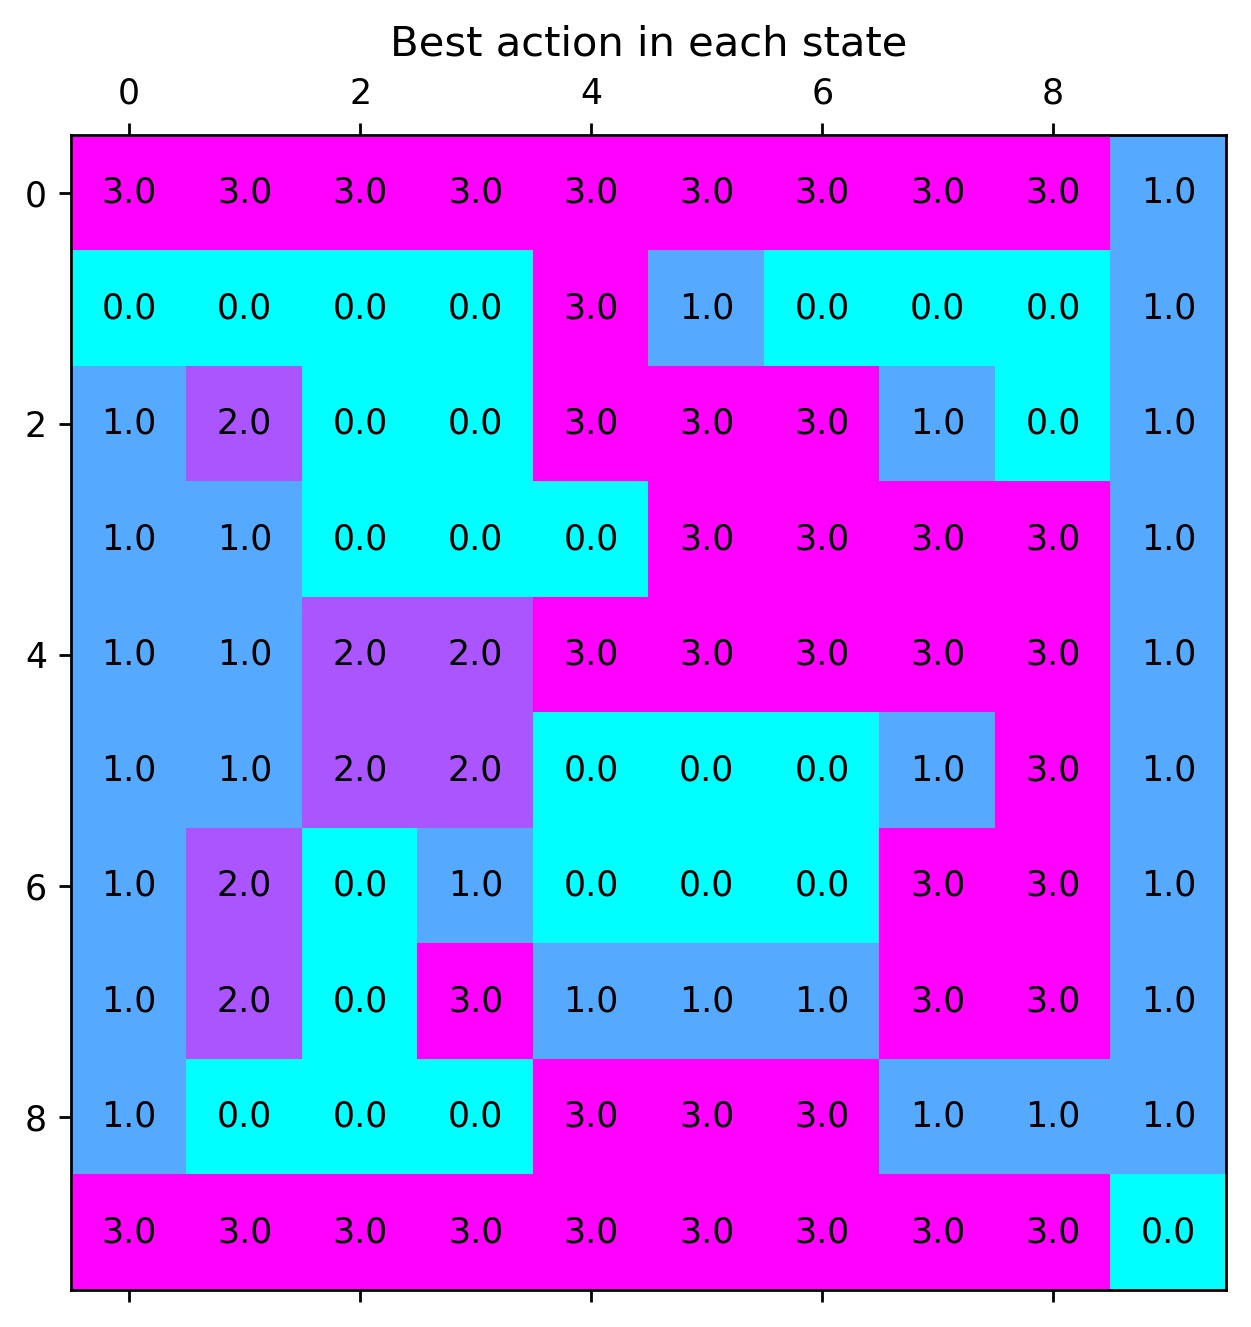 Best action in each state
0 2 4 6 8
0 3.0 3.0 3.0 3.0 3.0 3.0 3.0 3.0 3.0 1.0
0.0 0.0 0.0 0.0 3.0 1.0 0.0 0.0 0.0 1.0
2 1.0 2.0 0.0 0.0 3.0 3.0 3.0 1.0 0.0 1.0
1.0 1.0 0.0 0.0 0.0 3.0 3.0 3.0 3.0 1.0
4 1.0 1.0 2.0 2.0 3.0 3.0 3.0 3.0 3.0 1.0
1.0 1.0 2.0 2.0 0.0 0.0 0.0 1.0 3.0 1.0
6 1.0 2.0 0.0 1.0 0.0 0.0 0.0 3.0 3.0 1.0
1.0 2.0 0.0 3.0 1.0 1.0 1.0 3.0 3.0 1.0
8 1.0 0.0 0.0 0.0 3.0 3.0 3.0 1.0 1.0 1.0
3.0 3.0 3.0 3.0 3.0 3.0 3.0 3.0 3.0 0.0